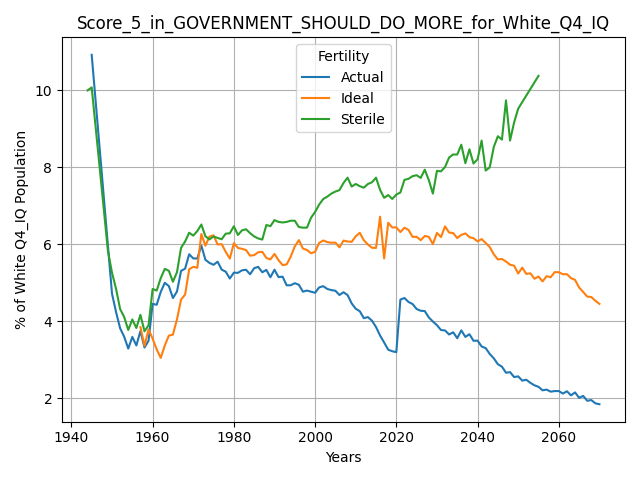 Score_5_in_GOVERNMENT_SHOULD_DO_MORE_for_White_Q4_IQ
Fertility
Actual
Ideal
Sterile
% of White Q4_IQ Population
10
8
6
4
2
1940 1960 1980 2000 2020 2040 2060
Years